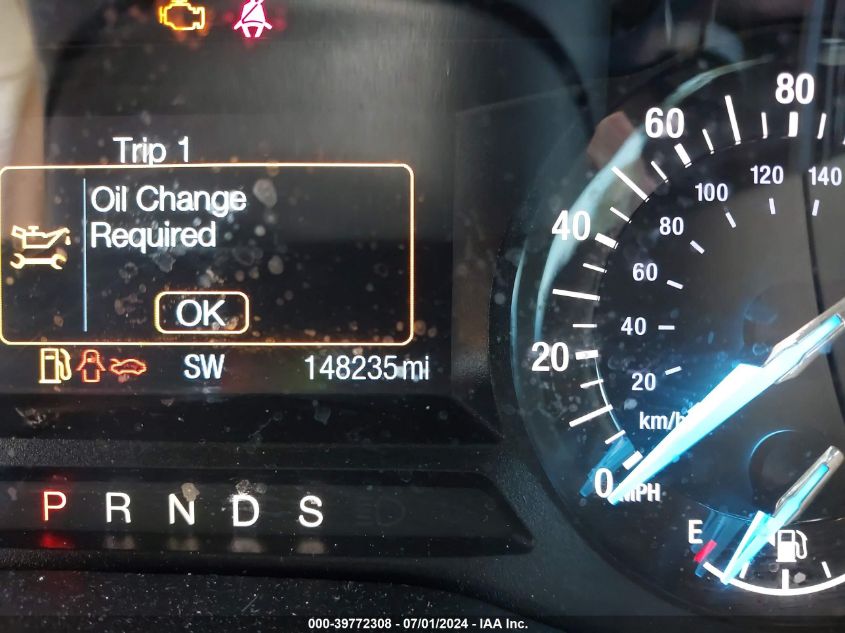 80
60
Trip 1
140
120
100
Oil Change
40
80
Required
60
OK
40
20
SW
148235 mi
20
km/h
P R N D S
0 MPH
E
000-39772308 - 07/01/2024 - IAA Inc.